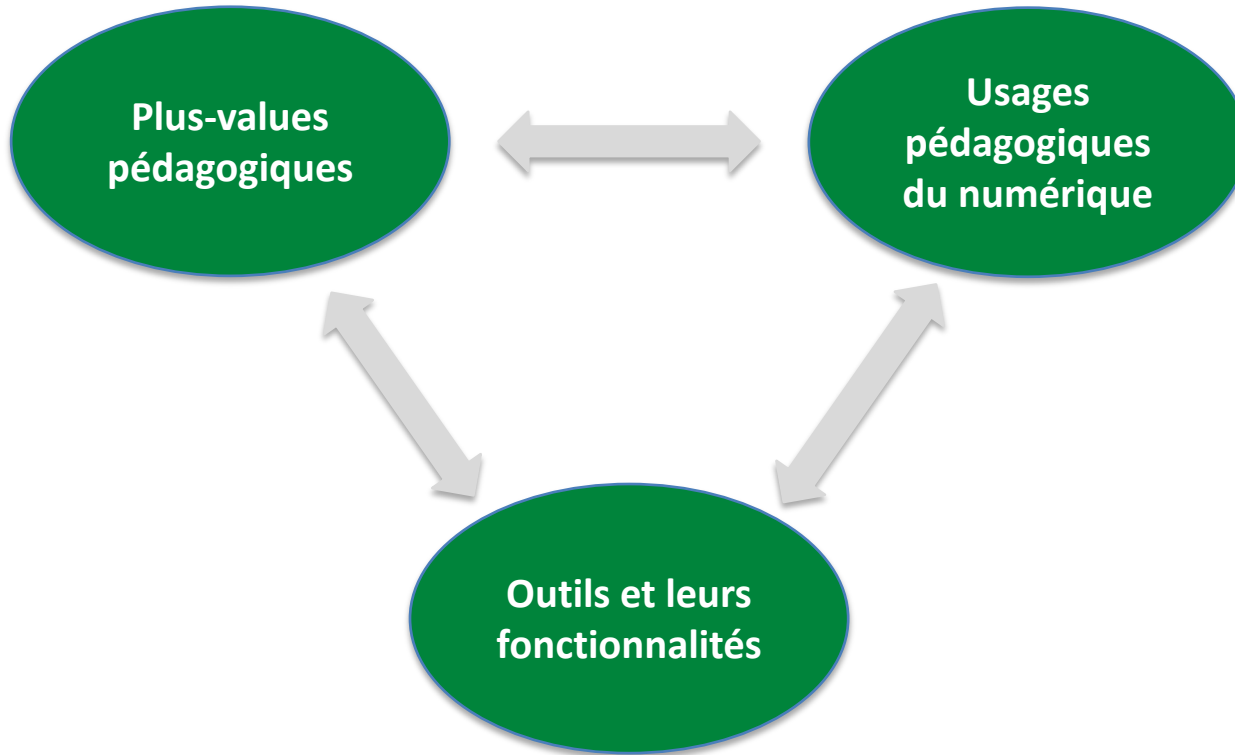 Plus-values
pédagogiques
Usages
pédagogiques
du numérique
Outils et leurs
fonctionnalités